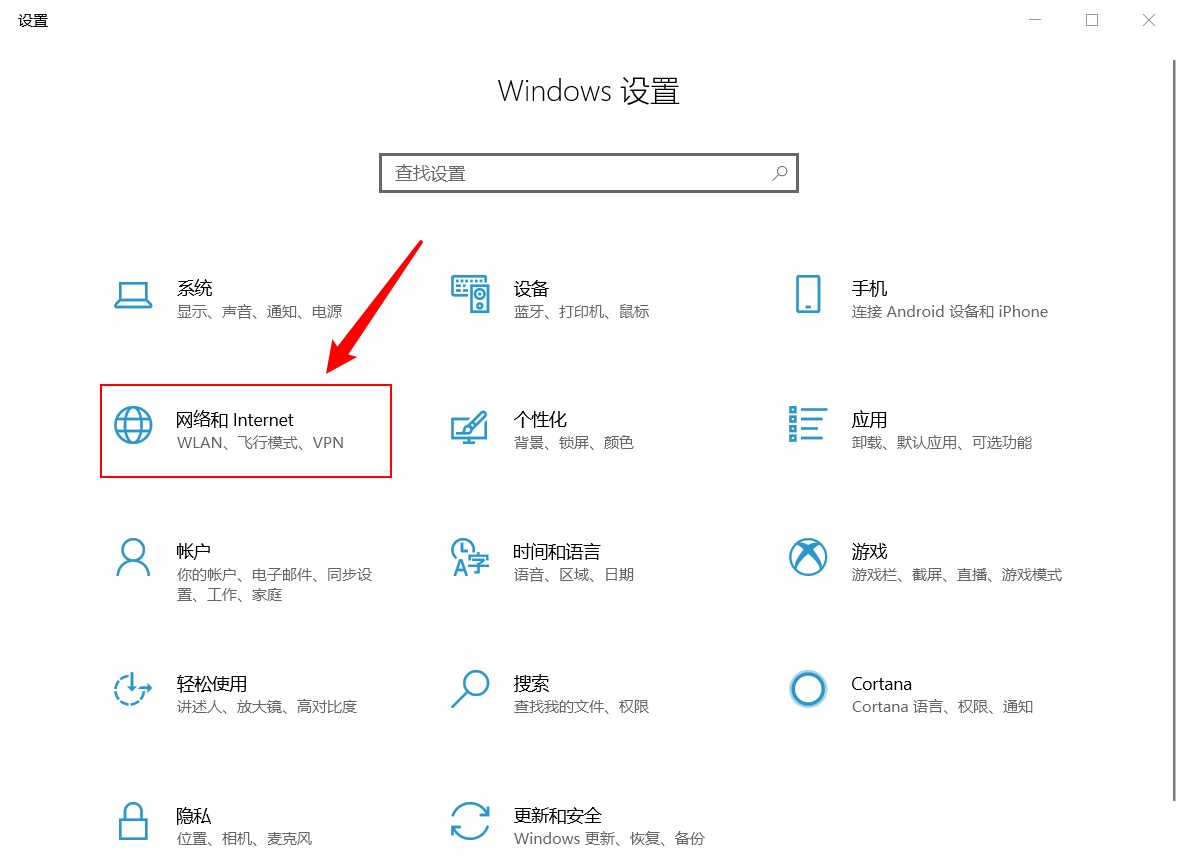 设置
Windows 设置
查找设置
系统
显示、声音、通知、电源
设备
蓝牙、打印机、鼠标
手机
连接 Android 设备和 iPhone
网络和 Internet
WLAN、飞行模式、VPN
个性化
背景、锁屏、颜色
应用
卸载、默认应用、可选功能
帐户
你的帐户、电子邮件、同步设
置、工作、家庭
时间和语言
语音、区域、日期
游戏
游戏栏、截屏、直播、游戏模式
轻松使用
讲述人、放大镜、高对比度
搜索
查找我的文件、权限
Cortana
Cortana 语言、权限、通知
隐私
位置、相机、麦克风
更新和安全
Windows 更新、恢复、备份